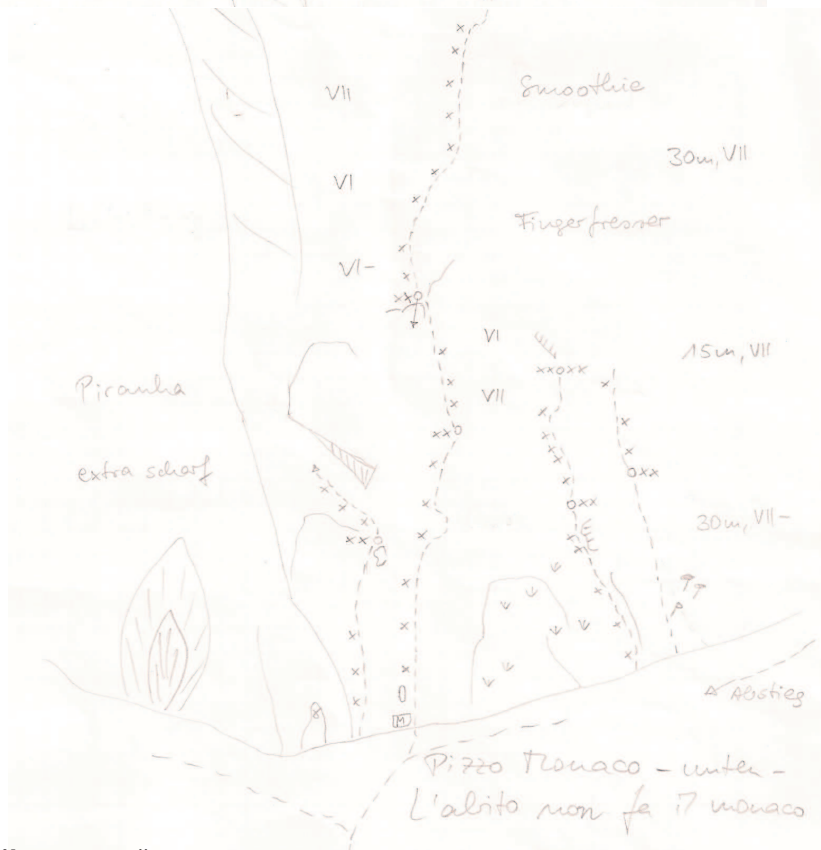 VII
Smoothie
30m, VII
VI
Fingerfresser
VI-
VI
15m, VII
VII
Piranha
extra scharf
30m, VII-
Abstieg
M
Pizzo Monaco - unten -
L'abito non fa il monaco